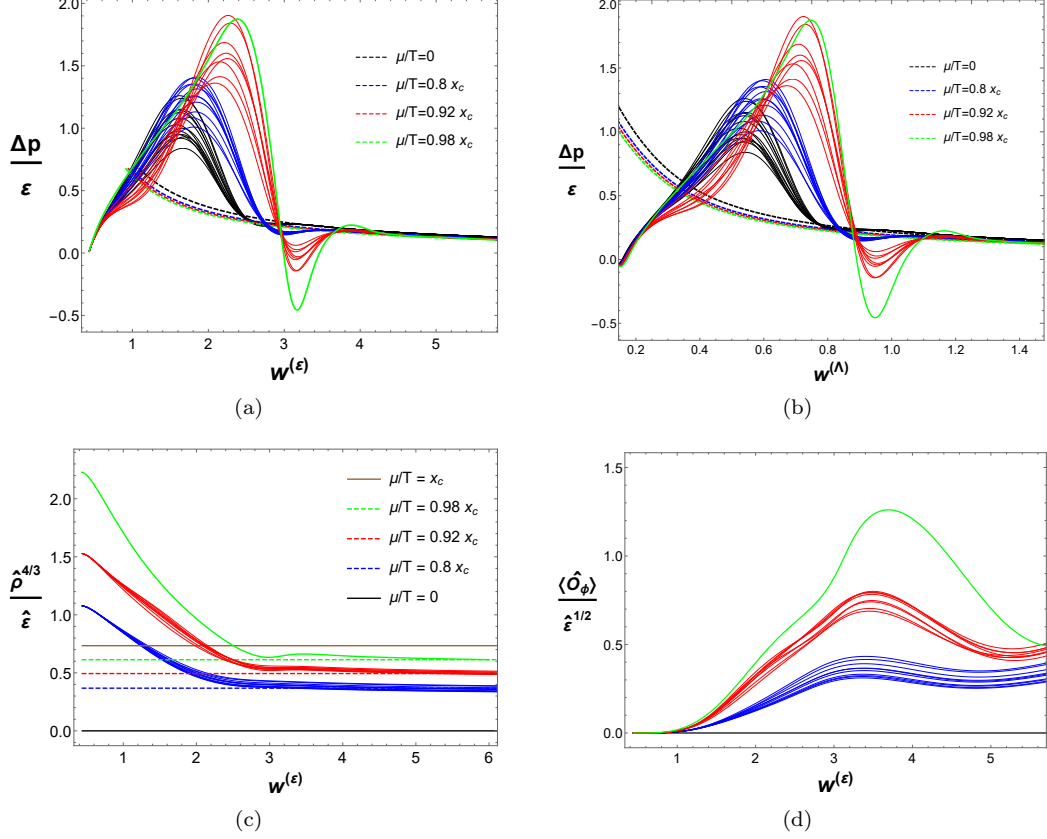 2.0
1.5
1.0
0.5
0.0
−0.5
Δp
ε
μ/T=0
μ/T=0.8 x_c
μ/T=0.92 x_c
μ/T=0.98 x_c
1 2 3 4 5
w^(ε)
(a)
2.0
1.5
1.0
0.5
0.0
−0.5
Δp
ε
μ/T=0
μ/T=0.8 x_c
μ/T=0.92 x_c
μ/T=0.98 x_c
0.2 0.4 0.6 0.8 1.0 1.2 1.4
w^(Λ)
(b)
2.0
1.5
1.0
0.5
0.0
ρ̂^4/3
ε̂
μ/T = x_c
μ/T = 0.98 x_c
μ/T = 0.92 x_c
μ/T = 0.8 x_c
μ/T = 0
1 2 3 4 5 6
w^(ε)
(c)
1.5
1.0
0.5
0.0
⟨Ô_ϕ⟩
ε̂^1/2
1 2 3 4 5
w^(ε)
(d)